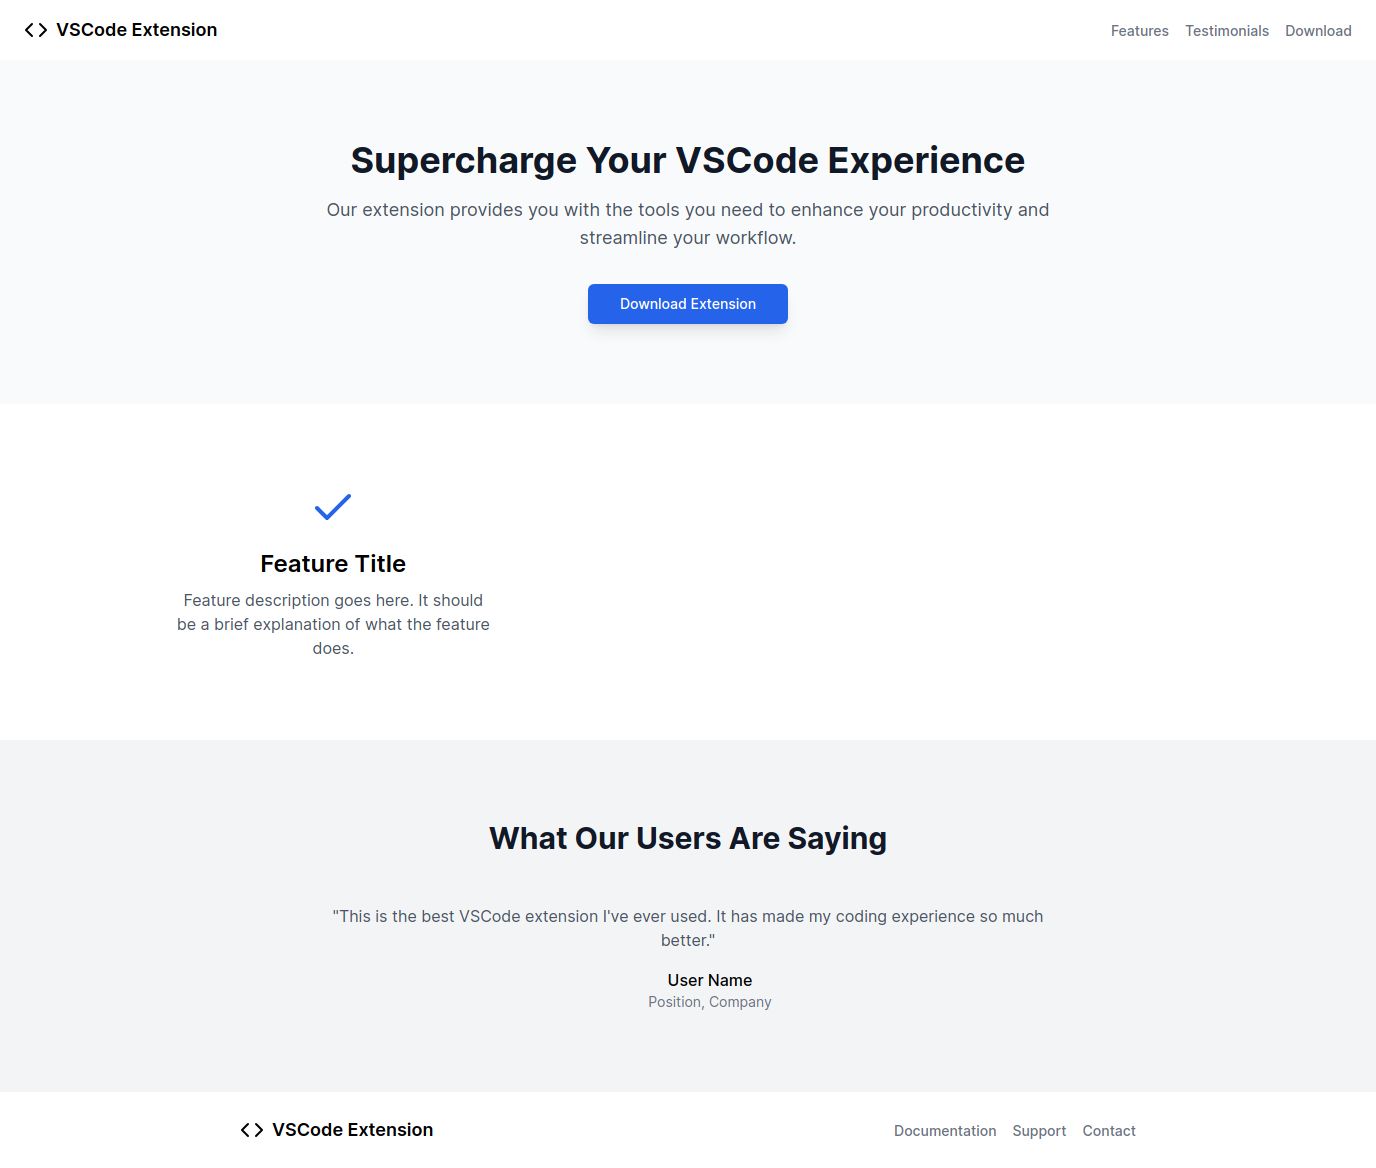 VSCode Extension
Features Testimonials Download
Supercharge Your VSCode Experience
Our extension provides you with the tools you need to enhance your productivity and
streamline your workflow.
Download Extension
Feature Title
Feature description goes here. It should
be a brief explanation of what the feature
does.
What Our Users Are Saying
"This is the best VSCode extension I've ever used. It has made my coding experience so much
better."
User Name
Position, Company
VSCode Extension
Documentation Support Contact